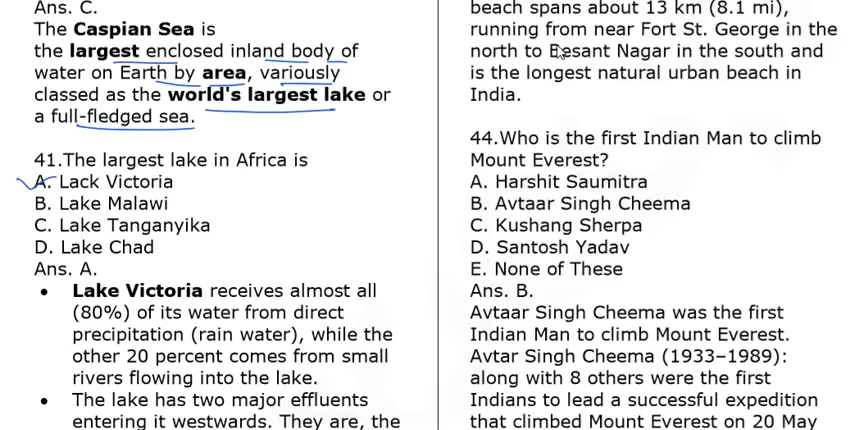 Ans. C.
The Caspian Sea is
the largest enclosed inland body of
water on Earth by area, variously
classed as the world's largest lake or
a full-fledged sea.
41.The largest lake in Africa is
A. Lack Victoria
B. Lake Malawi
C. Lake Tanganyika
D. Lake Chad
Ans. A.
• Lake Victoria receives almost all
(80%) of its water from direct
precipitation (rain water), while the
other 20 percent comes from small
rivers flowing into the lake.
• The lake has two major effluents
entering it westwards. They are, the
beach spans about 13 km (8.1 mi),
running from near Fort St. George in the
north to Besant Nagar in the south and
is the longest natural urban beach in
India.
44.Who is the first Indian Man to climb
Mount Everest?
A. Harshit Saumitra
B. Avtaar Singh Cheema
C. Kushang Sherpa
D. Santosh Yadav
E. None of These
Ans. B.
Avtaar Singh Cheema was the first
Indian Man to climb Mount Everest.
Avtar Singh Cheema (1933–1989):
along with 8 others were the first
Indians to lead a successful expedition
that climbed Mount Everest on 20 May